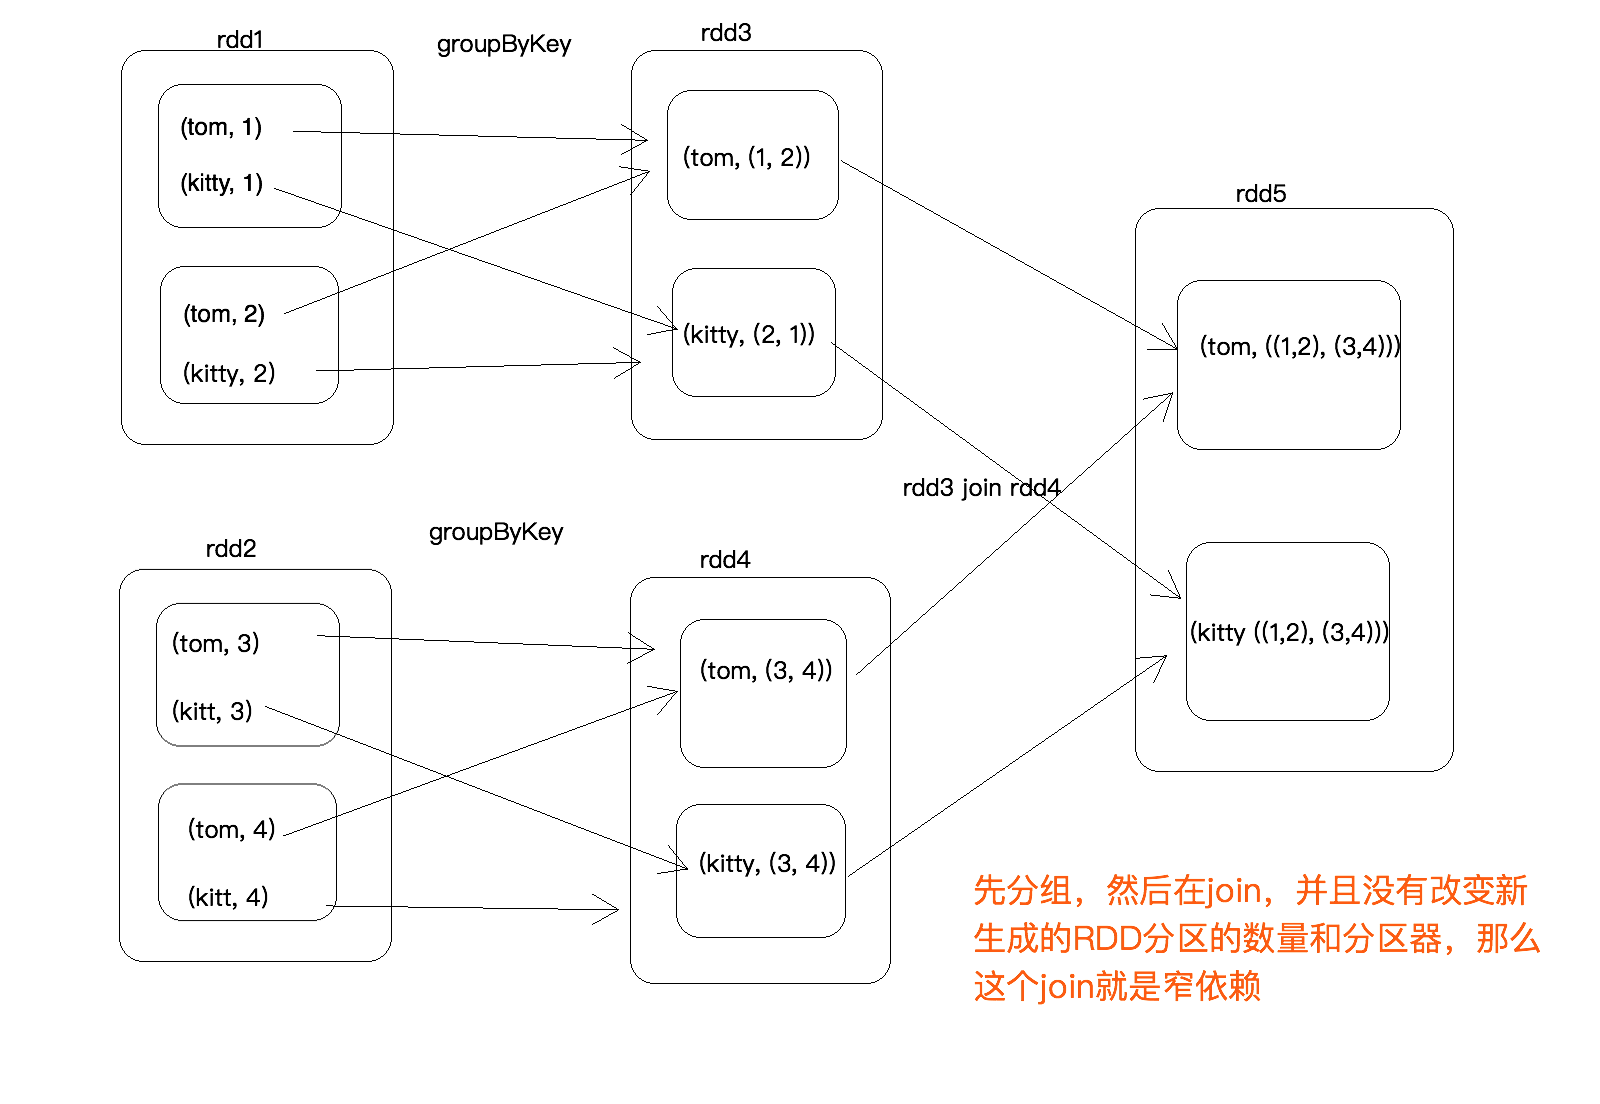 rdd1
groupByKey
rdd3
(tom, 1)
(kitty, 1)
(tom, (1, 2))
rdd5
(tom, 2)
(kitty, 2)
(kitty, (2, 1))
(tom, ((1,2), (3,4)))
rdd3 join rdd4
groupByKey
rdd2
rdd4
(tom, 3)
(kitt, 3)
(tom, (3, 4))
(kitty ((1,2), (3,4)))
(tom, 4)
(kitt, 4)
(kitty, (3, 4))
先分组，然后在join，并且没有改变新
生成的RDD分区的数量和分区器，那么
这个join就是窄依赖